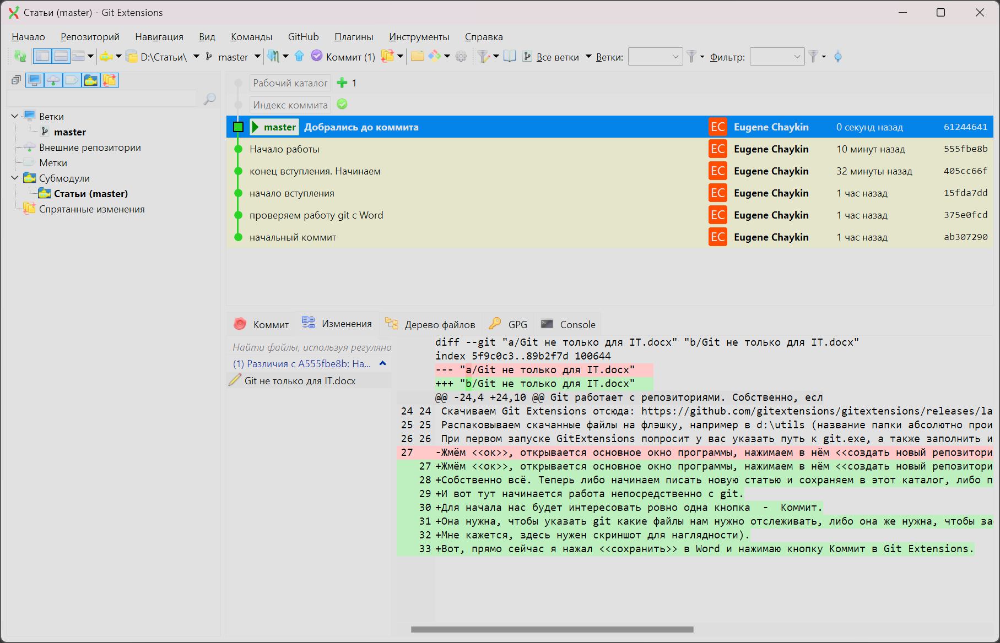 Статьи (master) - Git Extensions
Начало Репозиторий Навигация Вид Команды GitHub Плагины Инструменты Справка
D:\Статьи\ master Коммит (1) Все ветки Ветки: Фильтр:
Рабочий каталог 1
Индекс коммита
master Добрались до коммита EC Eugene Chaykin 0 секунд назад 61244641
Начало работы EC Eugene Chaykin 10 минут назад 555fbe8b
конец вступления. Начинаем EC Eugene Chaykin 32 минуты назад 405cc66f
начало вступления EC Eugene Chaykin 1 час назад 15fda7dd
проверяем работу git с Word EC Eugene Chaykin 1 час назад 375e0fcd
начальный коммит EC Eugene Chaykin 1 час назад ab307290
Ветки
master
Внешние репозитории
Метки
Субмодули
Статьи (master)
Спрятанные изменения
Коммит Изменения Дерево файлов GPG Console
Найти файлы, используя регуляно
(1) Различия с A555fbe8b: На...
Git не только для IT.docx
diff --git "a/Git не только для IT.docx" "b/Git не только для IT.docx"
index 5f9c0c3..89b2f7d 100644
--- "a/Git не только для IT.docx"
+++ "b/Git не только для IT.docx"
@@ -24,4 +24,10 @@ Git работает с репозиториями. Собственно, есл
24 24 Скачиваем Git Extensions отсюда: https://github.com/gitextensions/gitextensions/releases/la
25 25 Распаковываем скачанные файлы на флэшку, например в d:\utils (название папки абсолютно прои
26 26 При первом запуске GitExtensions попросит у вас указать путь к git.exe, а также заполнить и
27 -Жмём <<ок>>, открывается основное окно программы, нажимаем в нём <<создать новый репозитори
27 +Жмём <<ок>>, открывается основное окно программы, нажимаем в нём <<создать новый репозитори
28 +Собственно всё. Теперь либо начинаем писать новую статью и сохраняем в этот каталог, либо п
29 +И вот тут начинается работа непосредственно с git.
30 +Для начала нас будет интересовать ровно одна кнопка - Коммит.
31 +Она нужна, чтобы указать git какие файлы нам нужно отслеживать, либо она же нужна, чтобы за
32 +Мне кажется, здесь нужен скриншот для наглядности).
33 +Вот, прямо сейчас я нажал <<сохранить>> в Word и нажимаю кнопку Коммит в Git Extensions.